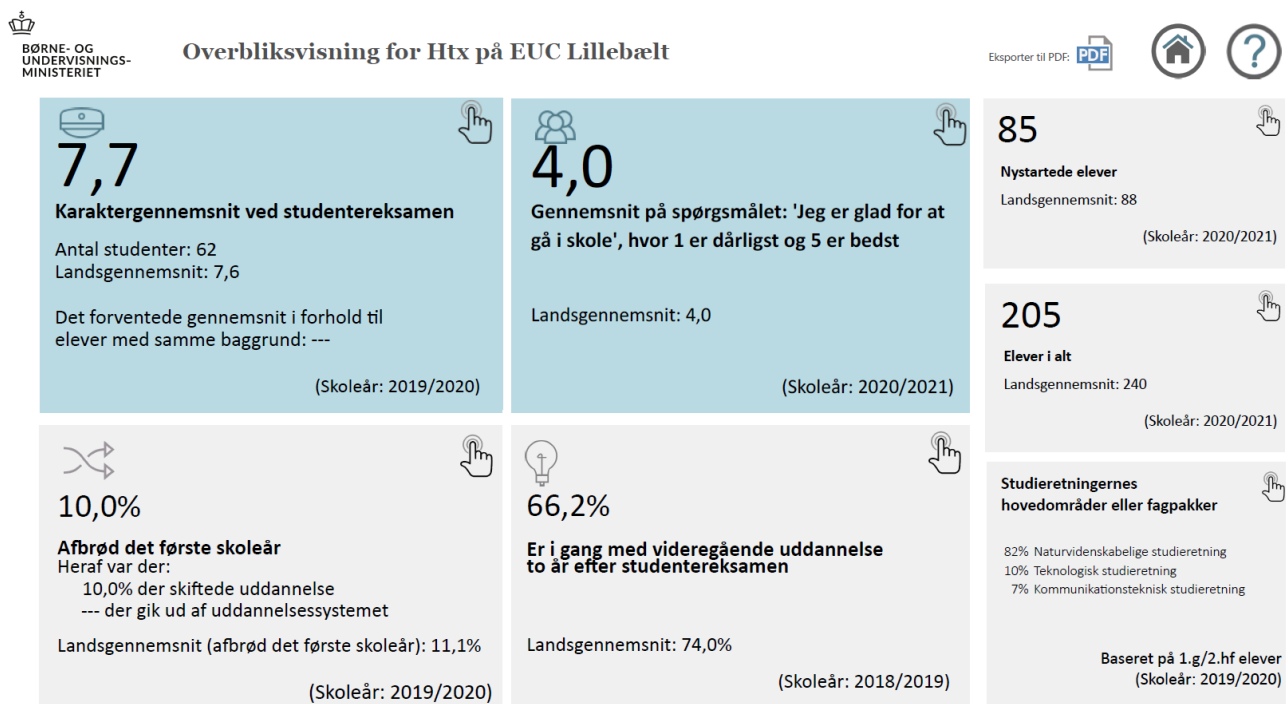 BØRNE- OG
UNDERVISNINGS-
MINISTERIET
Overbliksvisning for Htx på EUC Lillebælt
Eksporter til PDF:
PDF
?
7,7
Karaktergennemsnit ved studentereksamen
Antal studenter: 62
Landsgennemsnit: 7,6
Det forventede gennemsnit i forhold til
elever med samme baggrund: ---
(Skoleår: 2019/2020)
4,0
Gennemsnit på spørgsmålet: 'Jeg er glad for at
gå i skole', hvor 1 er dårligst og 5 er bedst
Landsgennemsnit: 4,0
(Skoleår: 2020/2021)
85
Nystartede elever
Landsgennemsnit: 88
(Skoleår: 2020/2021)
205
Elever i alt
Landsgennemsnit: 240
(Skoleår: 2020/2021)
10,0%
Afbrød det første skoleår
Heraf var der:
10,0% der skiftede uddannelse
--- der gik ud af uddannelsessystemet
Landsgennemsnit (afbrød det første skoleår): 11,1%
(Skoleår: 2019/2020)
66,2%
Er i gang med videregående uddannelse
to år efter studentereksamen
Landsgennemsnit: 74,0%
(Skoleår: 2018/2019)
Studieretningernes
hovedområder eller fagpakker
82% Naturvidenskabelige studieretning
10% Teknologisk studieretning
7% Kommunikationsteknisk studieretning
Baseret på 1.g/2.hf elever
(Skoleår: 2019/2020)